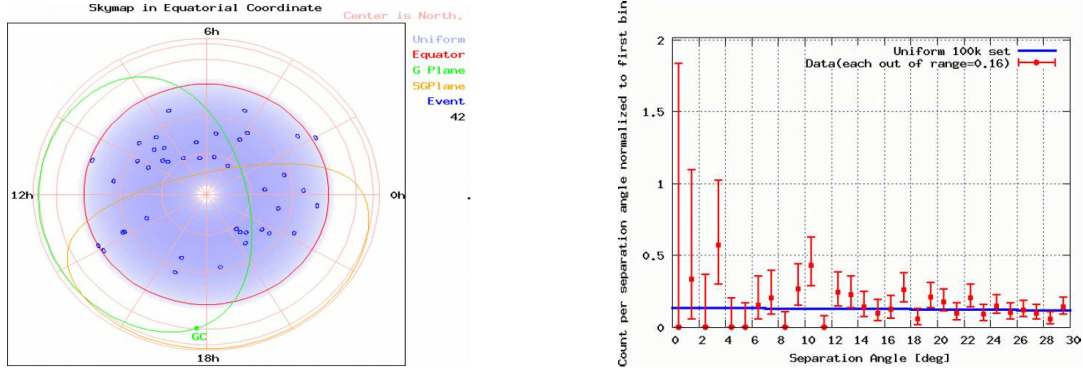 Skymap in Equatorial Coordinate
Center is North,
6h
Uniform
Equator
G Plane
SGPlane
Event
42
12h
0h
GC
18h
Count per separation angle normalized to first bin
2
1.5
1
0.5
0
Uniform 100k set
Data(each out of range=0.16)
0 2 4 6 8 10 12 14 16 18 20 22 24 26 28 30
Separation Angle [deg]